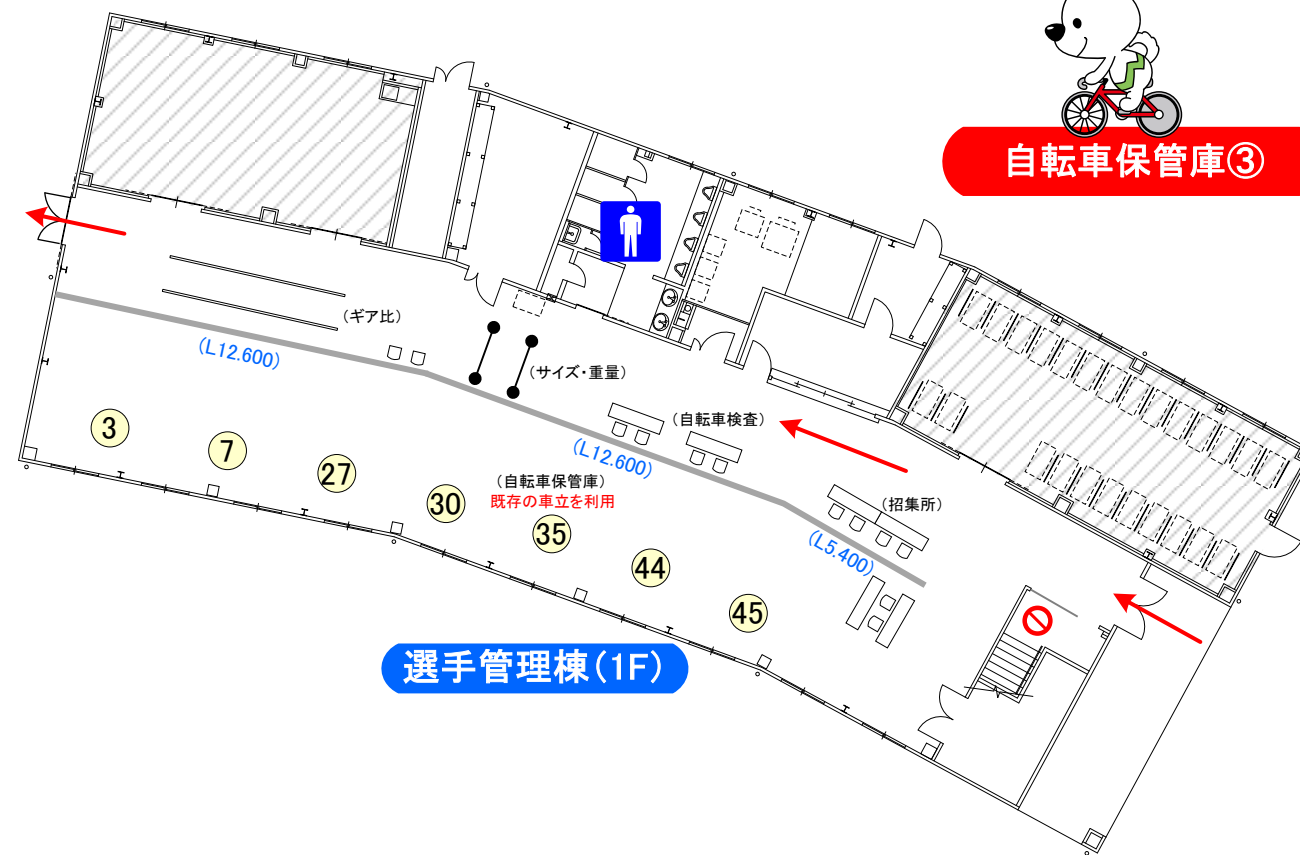 自転車保管庫③
（ギア比）
（L12.600）
（サイズ・重量）
（自転車検査）
（L12.600）
（自転車保管庫）
既存の車立を利用
（招集所）
（L5.400）
3
7
27
30
35
44
45
選手管理棟（1F）